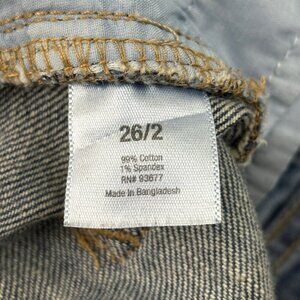 26/2
99% Cotton
1% Spandex
RN# 93677
Made In Bangladesh